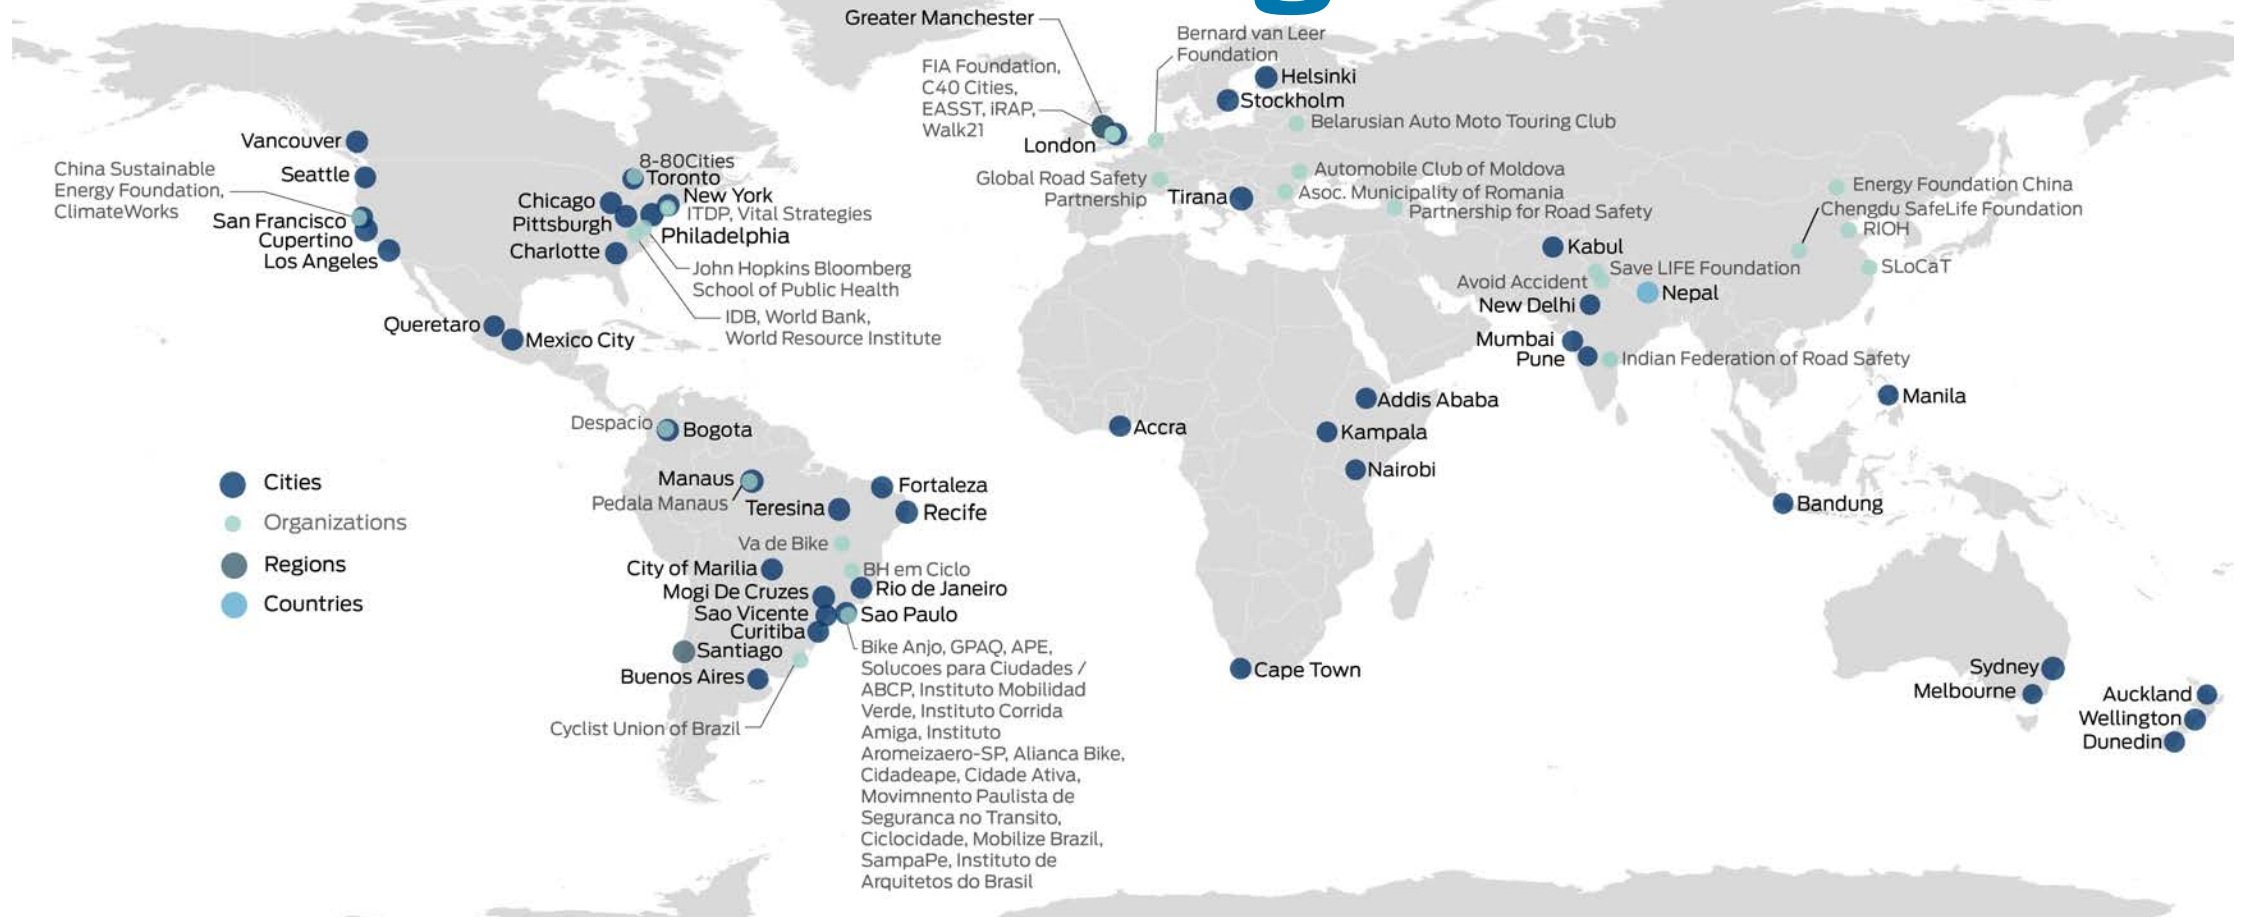 Greater Manchester
Bernard van Leer
Foundation
FIA Foundation,
C40 Cities,
EASST, iRAP,
Walk21
London
Helsinki
Stockholm
Belarusian Auto Moto Touring Club
Global Road Safety
Partnership
Tirana
Automobile Club of Moldova
Asoc. Municipality of Romania
Partnership for Road Safety
Energy Foundation China
Chengdu SafeLife Foundation
RIOH
SLoCaT
Kabul
Save LIFE Foundation
Avoid Accident
New Delhi
Nepal
Mumbai
Pune
Indian Federation of Road Safety
Manila
Bandung
Vancouver
Seattle
China Sustainable
Energy Foundation,
ClimateWorks
San Francisco
Cupertino
Los Angeles
8-80Cities
Toronto
Chicago
New York
ITDP, Vital Strategies
Pittsburgh
Philadelphia
Charlotte
John Hopkins Bloomberg
School of Public Health
IDB, World Bank,
World Resource Institute
Queretaro
Mexico City
Despacio
Bogota
Manaus
Pedala Manaus
Fortaleza
Teresina
Recife
Va de Bike
City of Marilia
BH em Ciclo
Rio de Janeiro
Mogi De Cruzes
Sao Vicente
Sao Paulo
Curitiba
Santiago
Buenos Aires
Cyclist Union of Brazil
Bike Anjo, GPAQ, APE,
Solucoes para Ciudades /
ABCP, Instituto Mobilidad
Verde, Instituto Corrida
Amiga, Instituto
Aromeizaero-SP, Alianca Bike,
Cidadeape, Cidade Ativa,
Movimnento Paulista de
Seguranca no Transito,
Ciclocidade, Mobilize Brazil,
SampaPe, Instituto de
Arquitetos do Brasil
Accra
Addis Ababa
Kampala
Nairobi
Cape Town
Sydney
Melbourne
Auckland
Wellington
Dunedin
Cities
Organizations
Regions
Countries